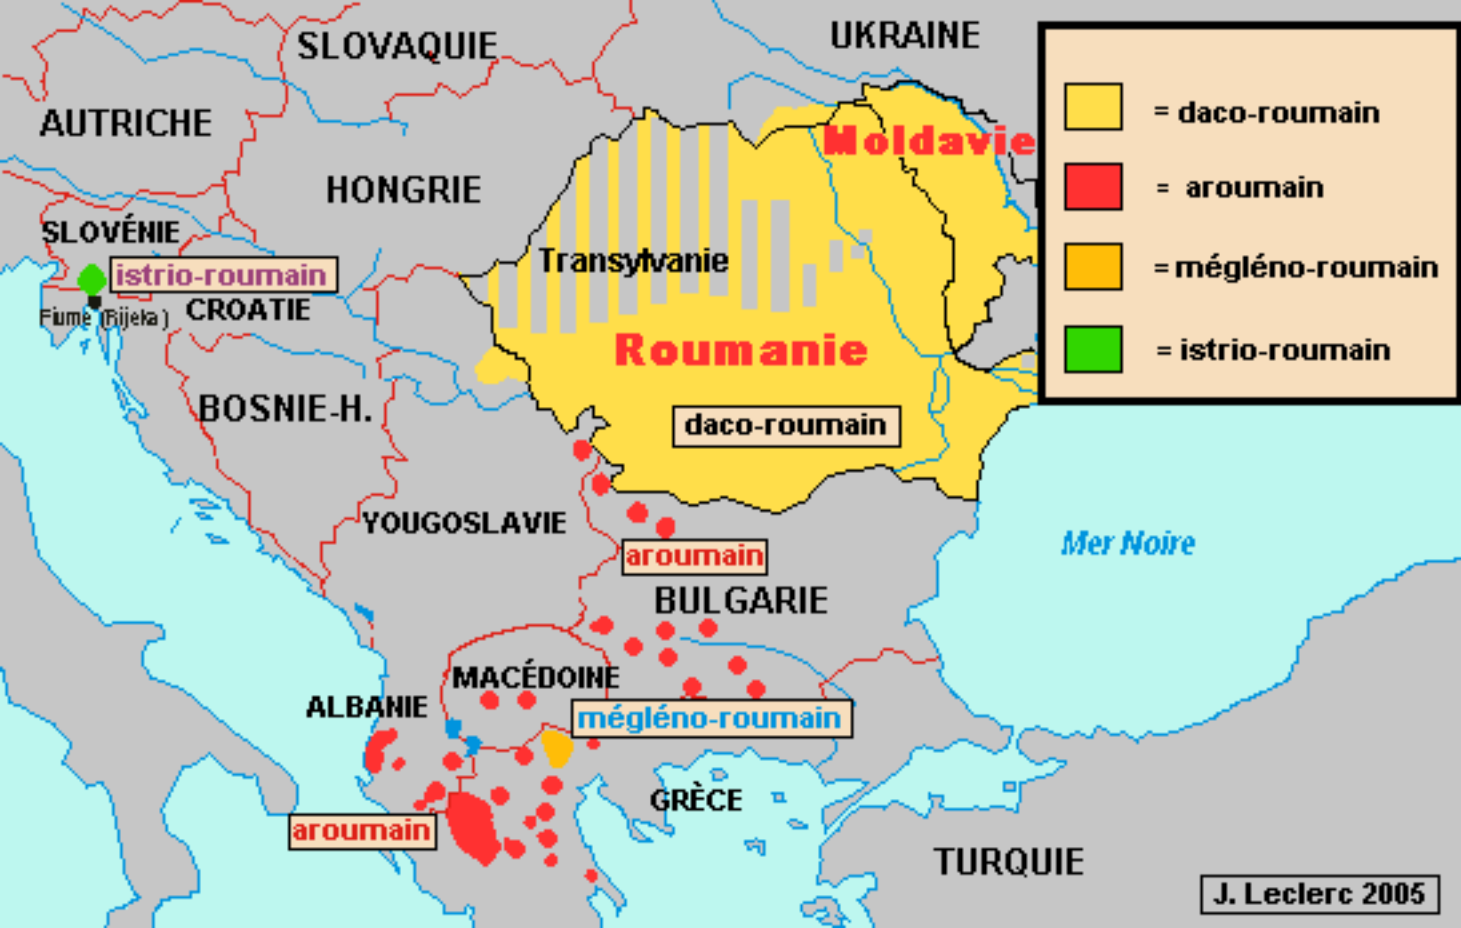 SLOVAQUIE
UKRAINE
AUTRICHE
= daco-roumain
Moldavie
HONGRIE
= aroumain
SLOVÉNIE
Transylvanie
= mégléno-roumain
istrio-roumain
CROATIE
Fiume (Rijeka)
Roumanie
= istrio-roumain
BOSNIE-H.
daco-roumain
YOUGOSLAVIE
Mer Noire
aroumain
BULGARIE
MACÉDOINE
ALBANIE
mégléno-roumain
GRÈCE
aroumain
TURQUIE
J. Leclerc 2005